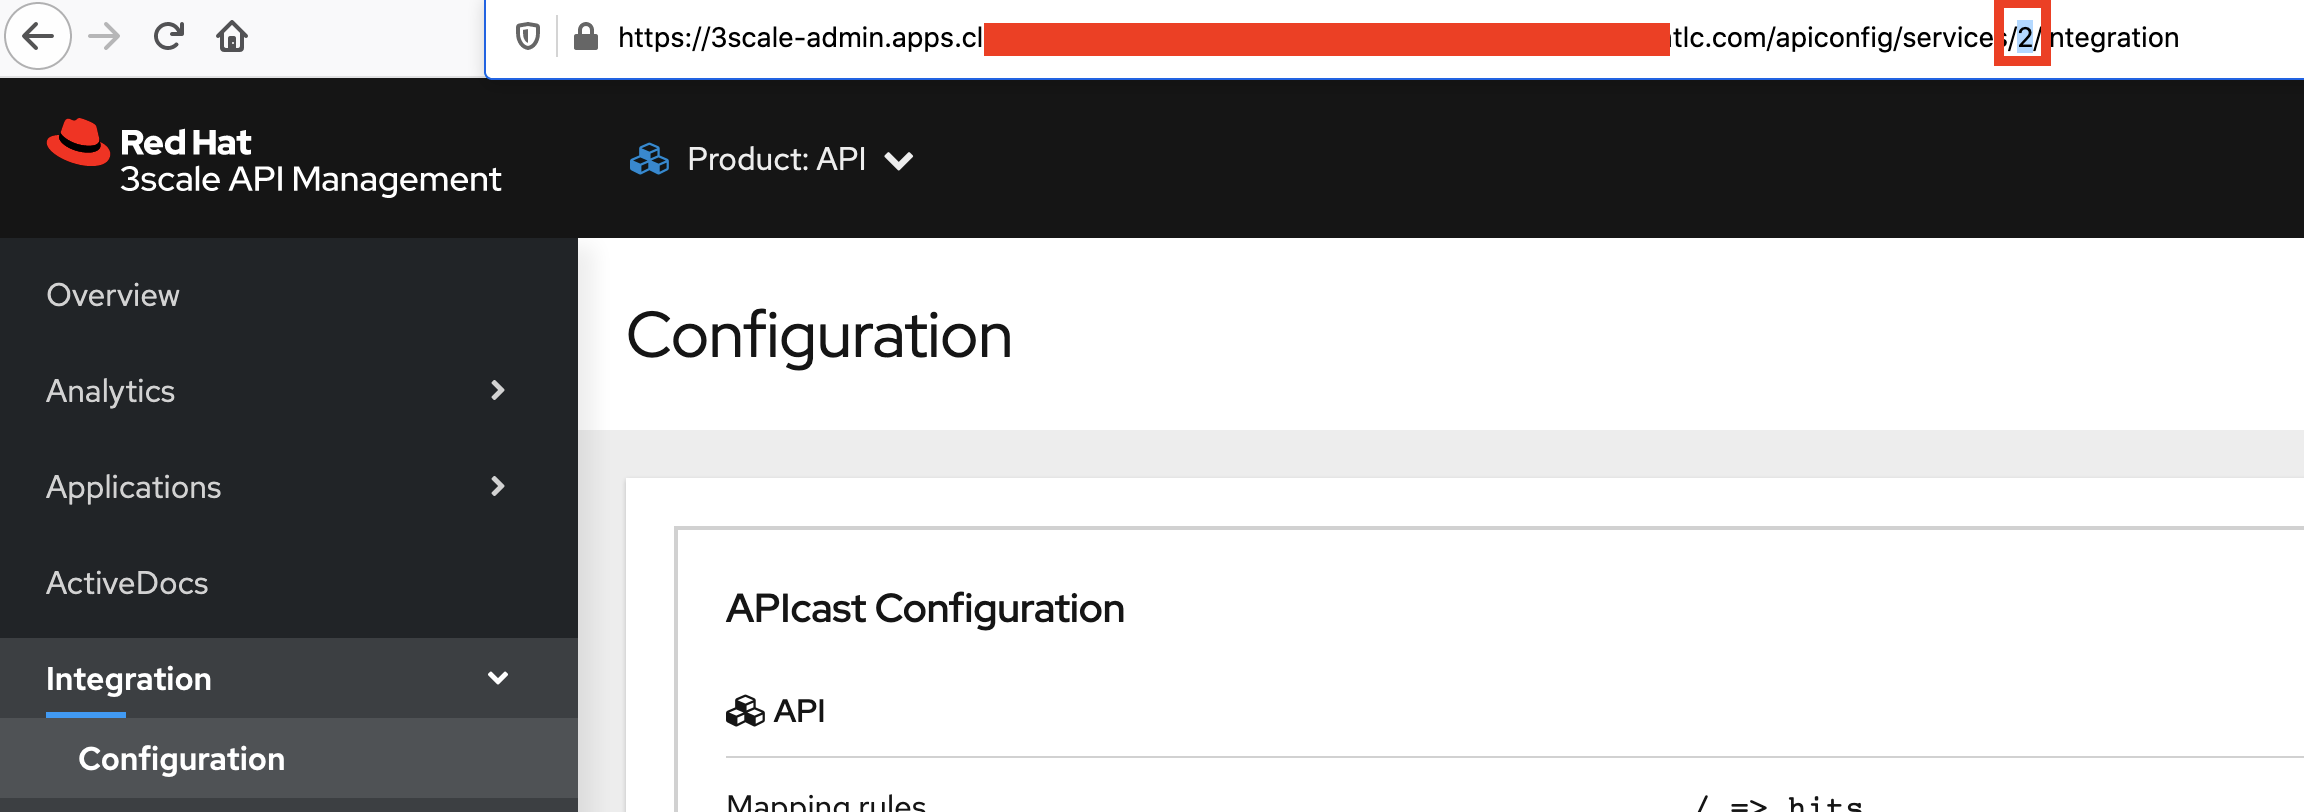 https://3scale-admin.apps.cl tlc.com/apiconfig/services/2/integration
Red Hat
3scale API Management
Product: API
Overview
Analytics
Applications
ActiveDocs
Integration
Configuration
Configuration
APIcast Configuration
API
Mapping rules
/ => hits